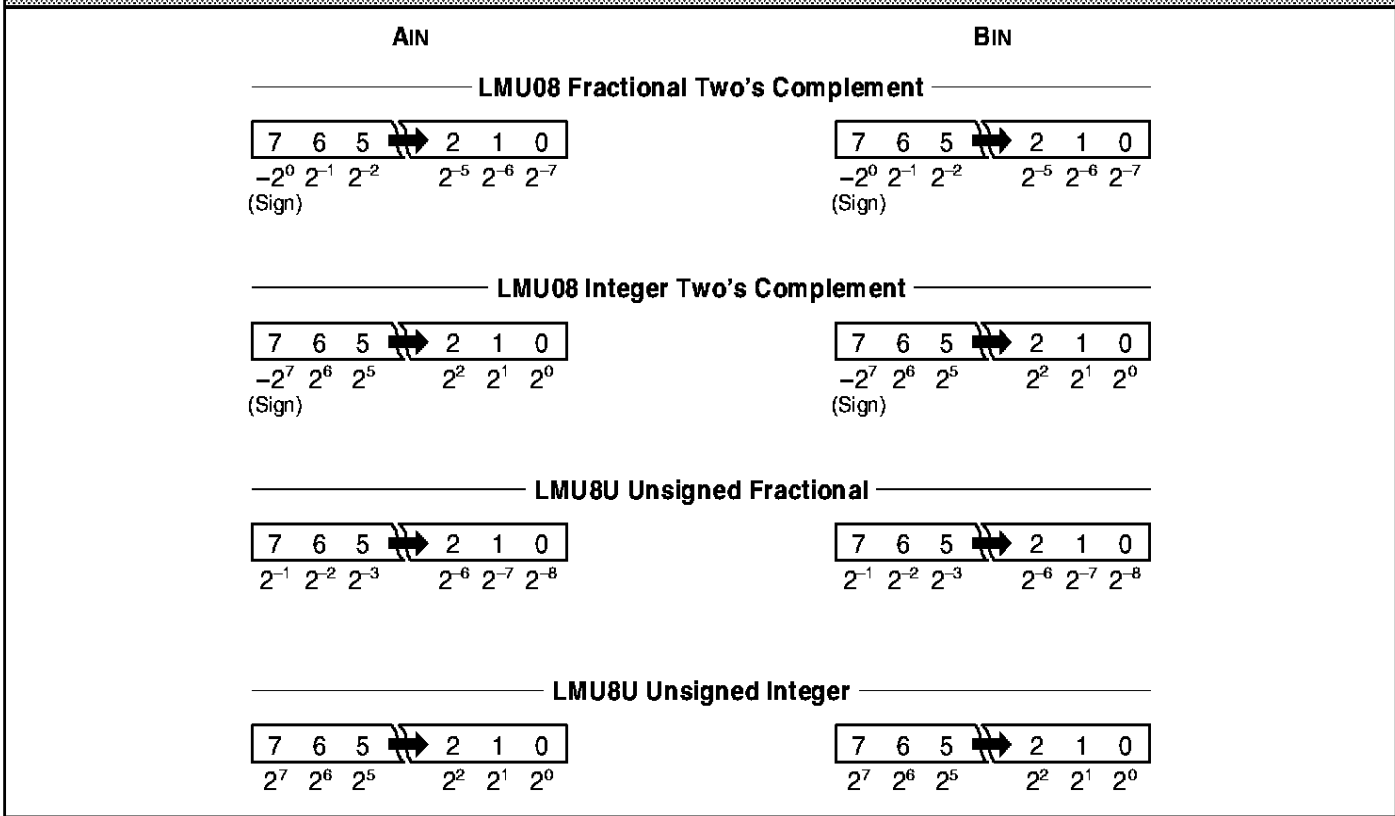 AIN BIN
LMU08 Fractional Two's Complement
7 6 5 2 1 0 7 6 5 2 1 0
–2⁰ 2⁻¹ 2⁻² 2⁻⁵ 2⁻⁶ 2⁻⁷ –2⁰ 2⁻¹ 2⁻² 2⁻⁵ 2⁻⁶ 2⁻⁷
(Sign) (Sign)
LMU08 Integer Two's Complement
7 6 5 2 1 0 7 6 5 2 1 0
–2⁷ 2⁶ 2⁵ 2² 2¹ 2⁰ –2⁷ 2⁶ 2⁵ 2² 2¹ 2⁰
(Sign) (Sign)
LMU8U Unsigned Fractional
7 6 5 2 1 0 7 6 5 2 1 0
2⁻¹ 2⁻² 2⁻³ 2⁻⁶ 2⁻⁷ 2⁻⁸ 2⁻¹ 2⁻² 2⁻³ 2⁻⁶ 2⁻⁷ 2⁻⁸
LMU8U Unsigned Integer
7 6 5 2 1 0 7 6 5 2 1 0
2⁷ 2⁶ 2⁵ 2² 2¹ 2⁰ 2⁷ 2⁶ 2⁵ 2² 2¹ 2⁰